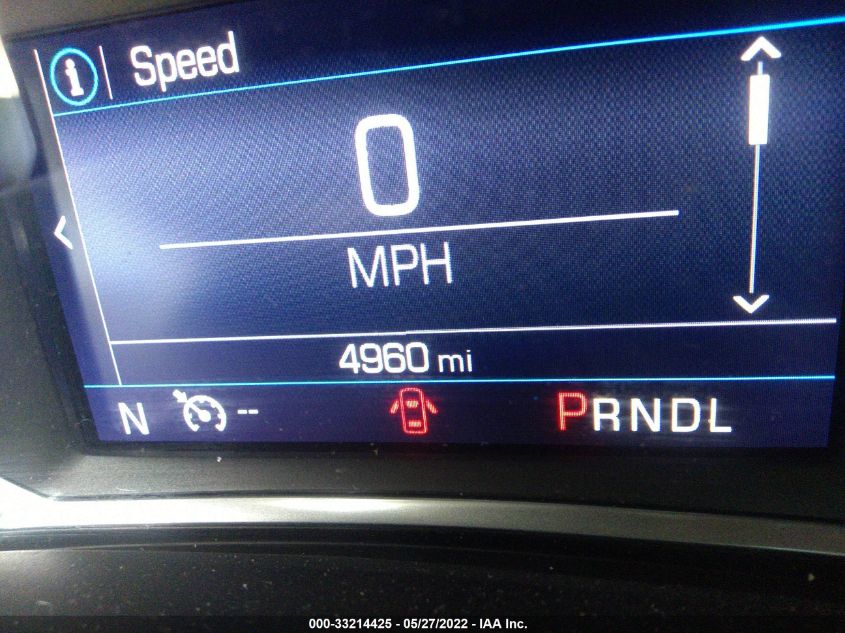 i Speed
0
MPH
4960 mi
N -- PRNDL
000-33214425 - 05/27/2022 - IAA Inc.